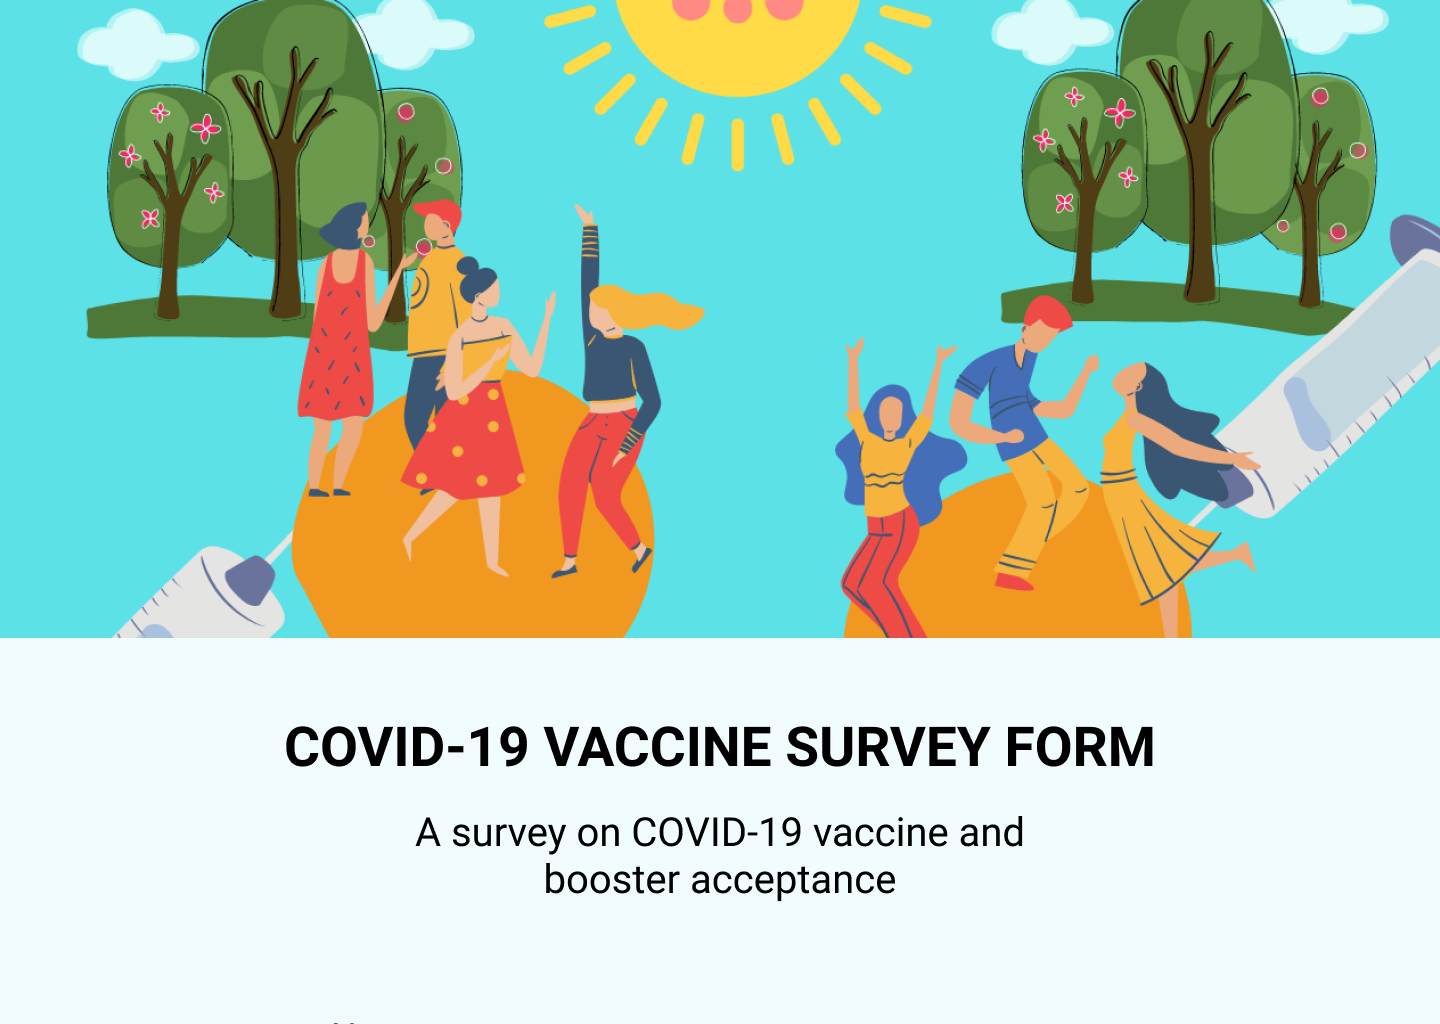 COVID-19 VACCINE SURVEY FORM
A survey on COVID-19 vaccine and
booster acceptance